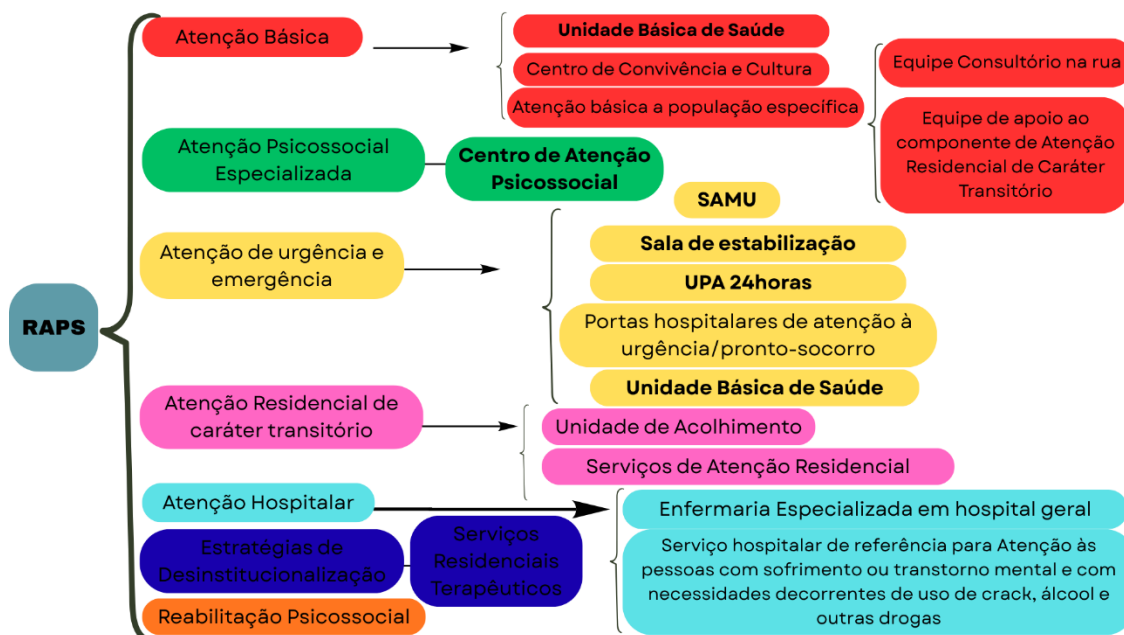 RAPS
Atenção Básica
Unidade Básica de Saúde
Centro de Convivência e Cultura
Atenção básica a população específica
Equipe Consultório na rua
Equipe de apoio ao
componente de Atenção
Residencial de Caráter
Transitório
Atenção Psicossocial
Especializada
Centro de Atenção
Psicossocial
Atenção de urgência e
emergência
SAMU
Sala de estabilização
UPA 24horas
Portas hospitalares de atenção à
urgência/pronto-socorro
Unidade Básica de Saúde
Atenção Residencial de
caráter transitório
Unidade de Acolhimento
Serviços de Atenção Residencial
Atenção Hospitalar
Enfermaria Especializada em hospital geral
Serviço hospitalar de referência para Atenção às
pessoas com sofrimento ou transtorno mental e com
necessidades decorrentes de uso de crack, álcool e
outras drogas
Estratégias de
Desinstitucionalização
Serviços
Residenciais
Terapêuticos
Reabilitação Psicossocial